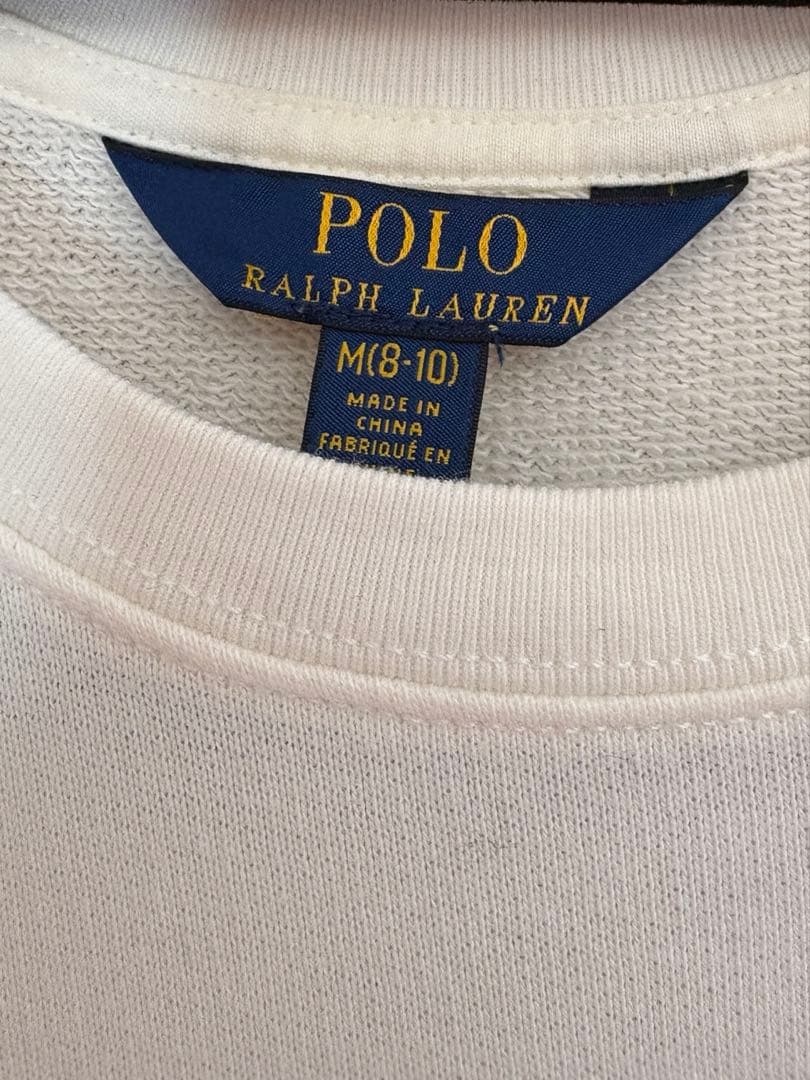 POLO
RALPH LAUREN
M(8-10)
MADE IN
CHINA
FABRIQUÉ EN